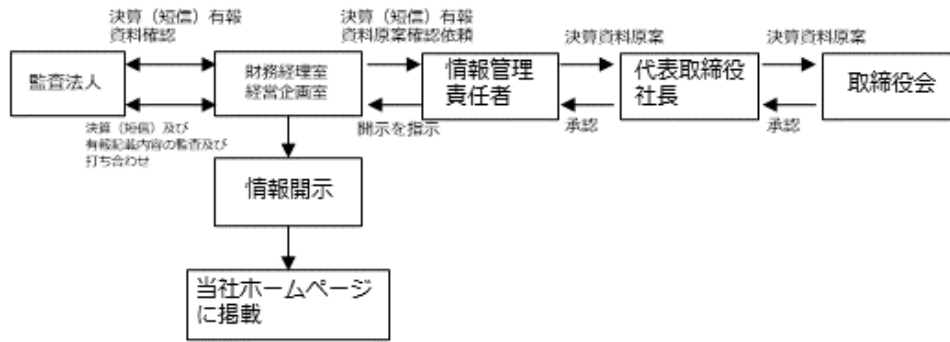 決算（短信）有報
資料確認
決算（短信）有報
資料原案確認依頼
決算資料原案
決算資料原案
監査法人
財務経理室
経営企画室
情報管理
責任者
代表取締役
社長
取締役会
決算（短信）及び
有報記載内容の監査及び
打ち合わせ
開示を指示
承認
承認
情報開示
当社ホームページ
に掲載